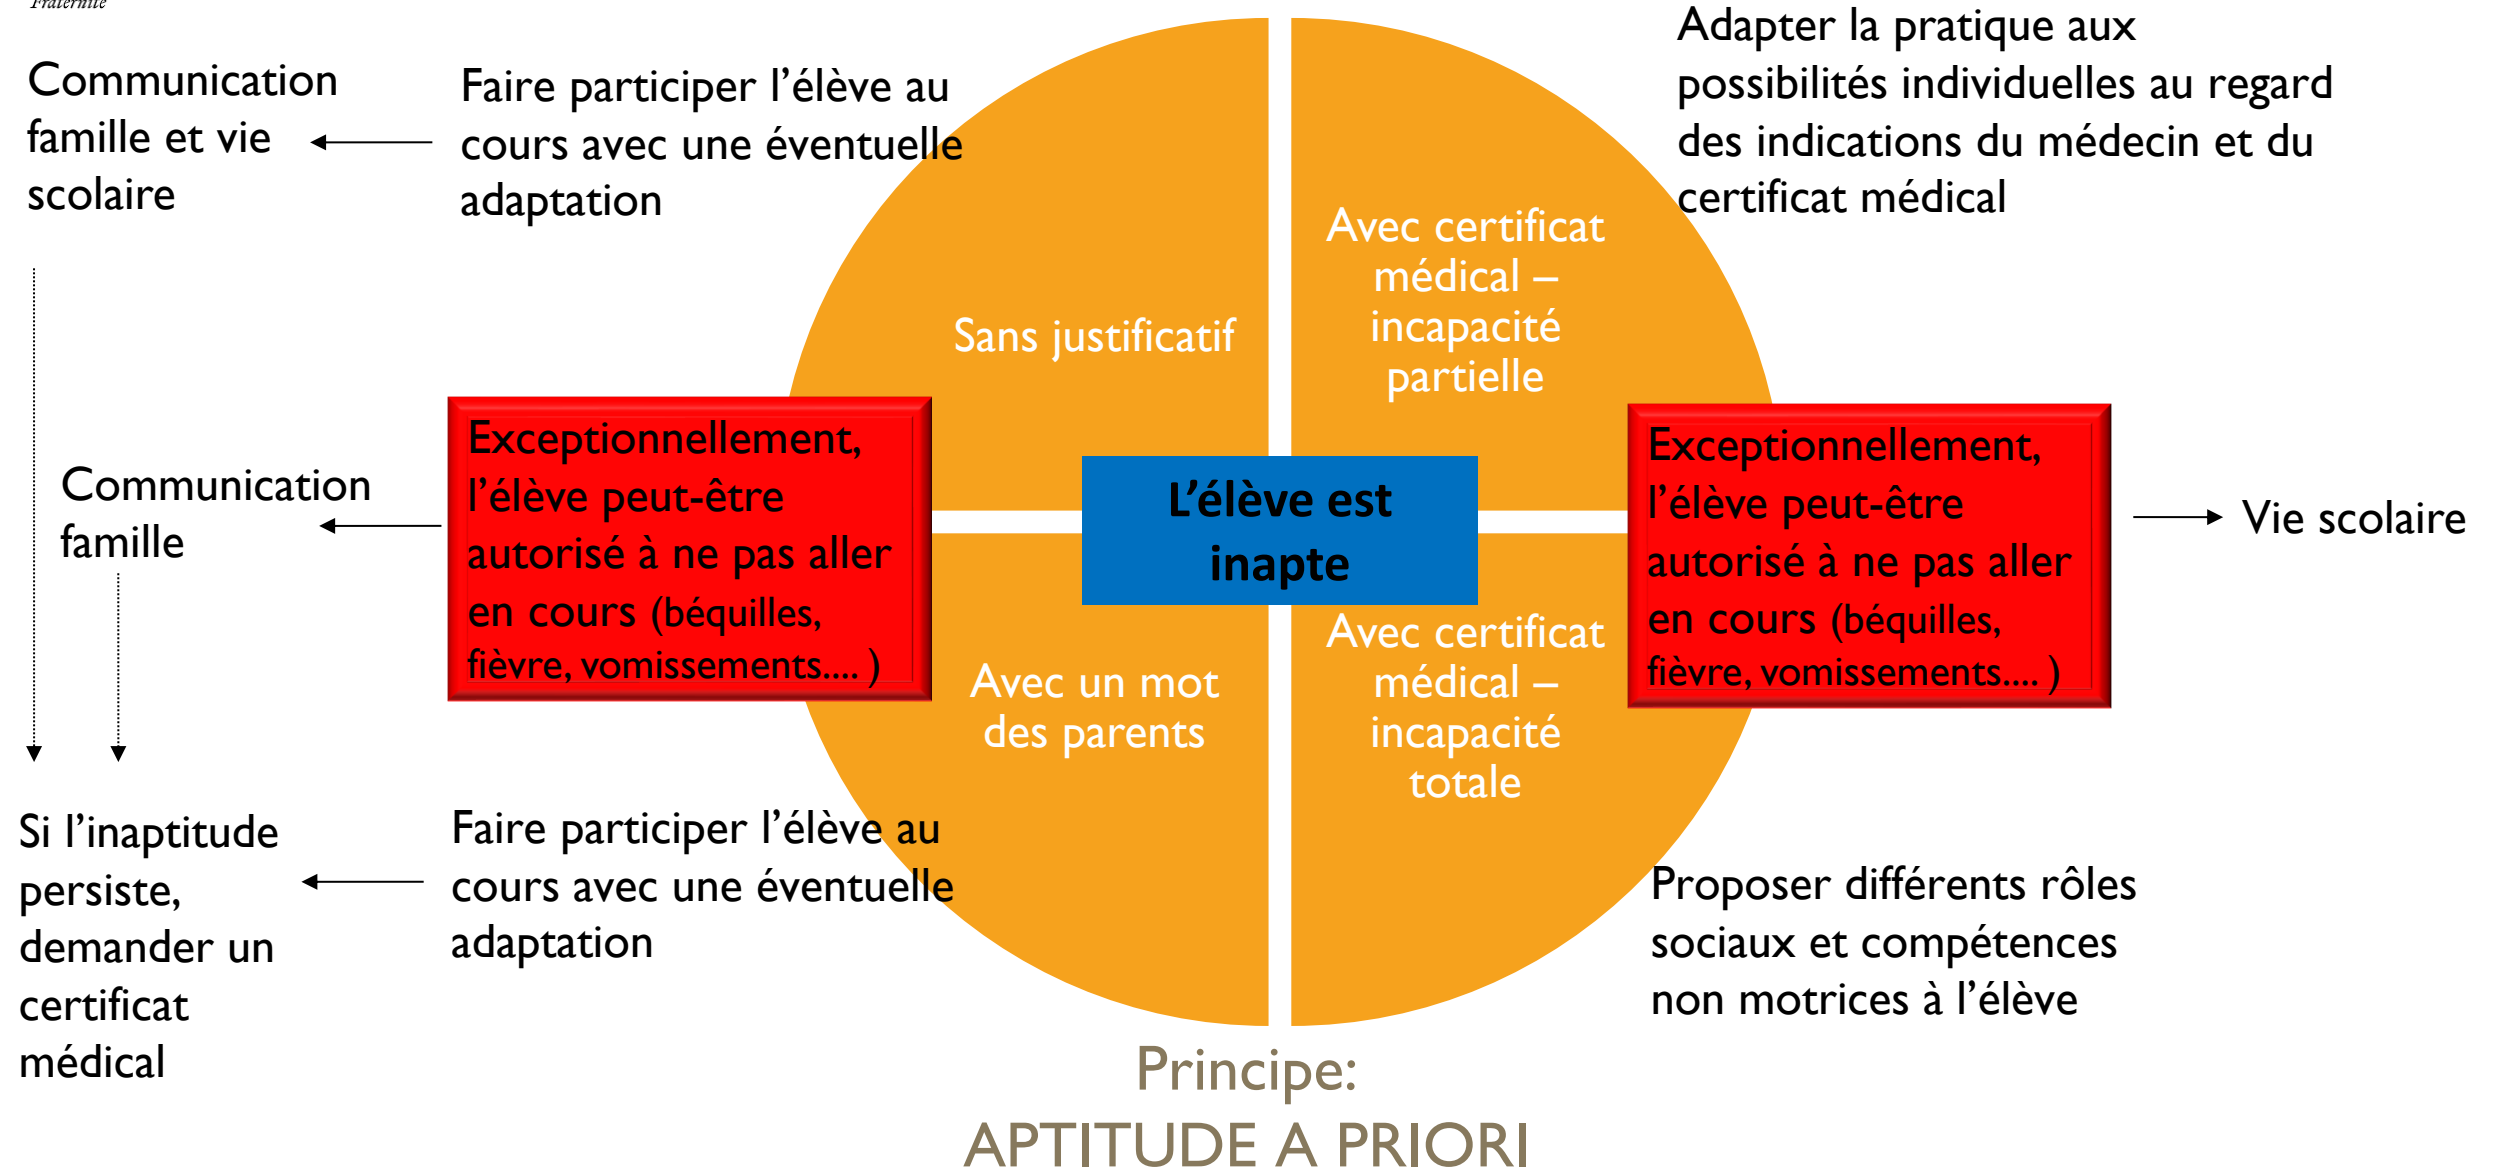 Fraternité
Communication
famille et vie
scolaire
Faire participer l’élève au
cours avec une éventuelle
adaptation
Adapter la pratique aux
possibilités individuelles au regard
des indications du médecin et du
certificat médical
Sans justificatif
Avec certificat
médical –
incapacité
partielle
Communication
famille
Exceptionnellement,
l’élève peut-être
autorisé à ne pas aller
en cours (béquilles,
fièvre, vomissements.... )
L’élève est
inapte
Exceptionnellement,
l’élève peut-être
autorisé à ne pas aller
en cours (béquilles,
fièvre, vomissements.... )
Vie scolaire
Avec un mot
des parents
Avec certificat
médical –
incapacité
totale
Si l’inaptitude
persiste,
demander un
certificat
médical
Faire participer l’élève au
cours avec une éventuelle
adaptation
Proposer différents rôles
sociaux et compétences
non motrices à l’élève
Principe:
APTITUDE A PRIORI